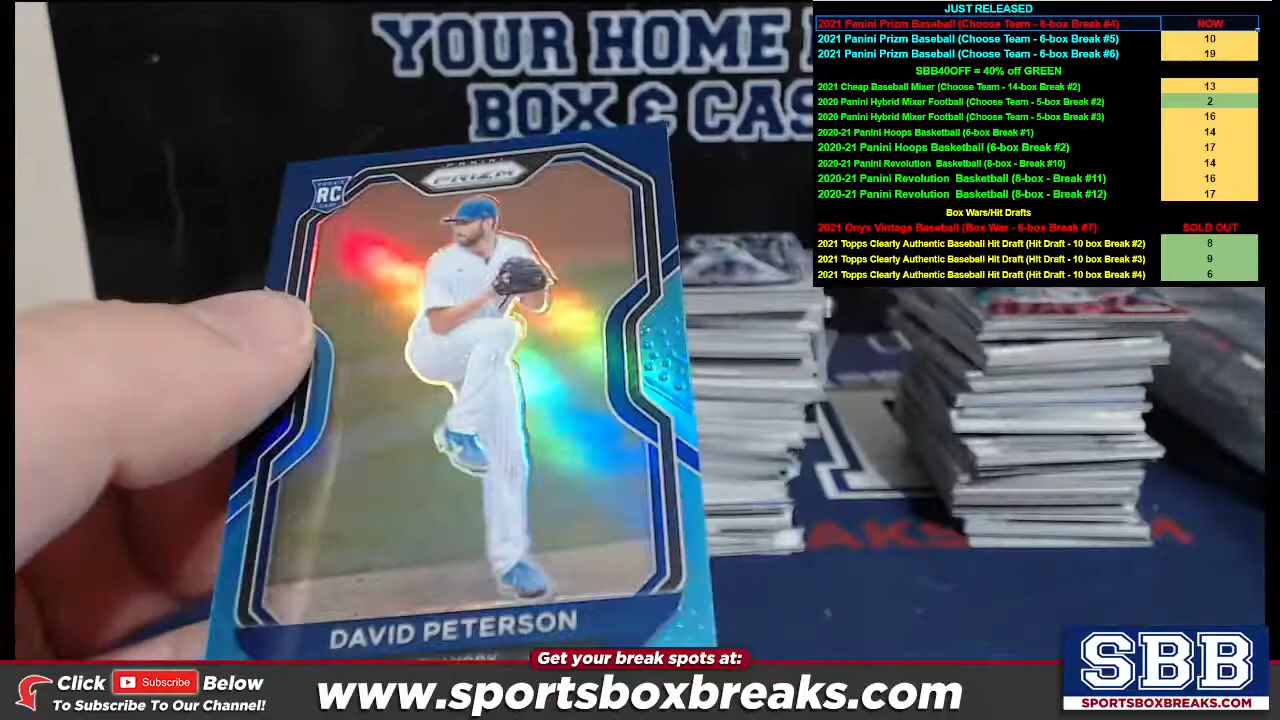 YOUR HOME
BOX & CAS
JUST RELEASED
2021 Panini Prizm Baseball (Choose Team - 6-box Break #4) NOW
2021 Panini Prizm Baseball (Choose Team - 6-box Break #5) 10
2021 Panini Prizm Baseball (Choose Team - 6-box Break #6) 19
SBB40OFF = 40% off GREEN
2021 Cheap Baseball Mixer (Choose Team - 14-box Break #2) 13
2020 Panini Hybrid Mixer Football (Choose Team - 5-box Break #2) 2
2020 Panini Hybrid Mixer Football (Choose Team - 5-box Break #3) 16
2020-21 Panini Hoops Basketball (6-box Break #1) 14
2020-21 Panini Hoops Basketball (6-box Break #2) 17
2020-21 Panini Revolution Basketball (8-box - Break #10) 14
2020-21 Panini Revolution Basketball (8-box - Break #11) 16
2020-21 Panini Revolution Basketball (8-box - Break #12) 17
Box Wars/Hit Drafts
2021 Onyx Vintage Baseball (Box War - 6-box Break #7) SOLD OUT
2021 Topps Clearly Authentic Baseball Hit Draft (Hit Draft - 10 box Break #2) 8
2021 Topps Clearly Authentic Baseball Hit Draft (Hit Draft - 10 box Break #3) 9
2021 Topps Clearly Authentic Baseball Hit Draft (Hit Draft - 10 box Break #4) 6
PANINI
PRIZM
RC
DAVID PETERSON
Get your break spots at:
Click Subscribe Below
To Subscribe To Our Channel!
www.sportsboxbreaks.com
SBB
SPORTSBOXBREAKS.COM